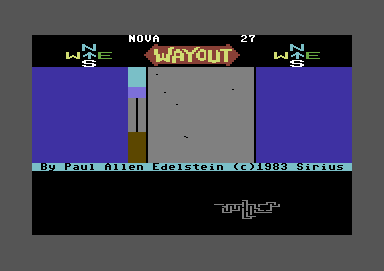 NOVA 27
N N
W E WAYOUT W E
S S
By Paul Allen Edelstein (c)1983 Sirius